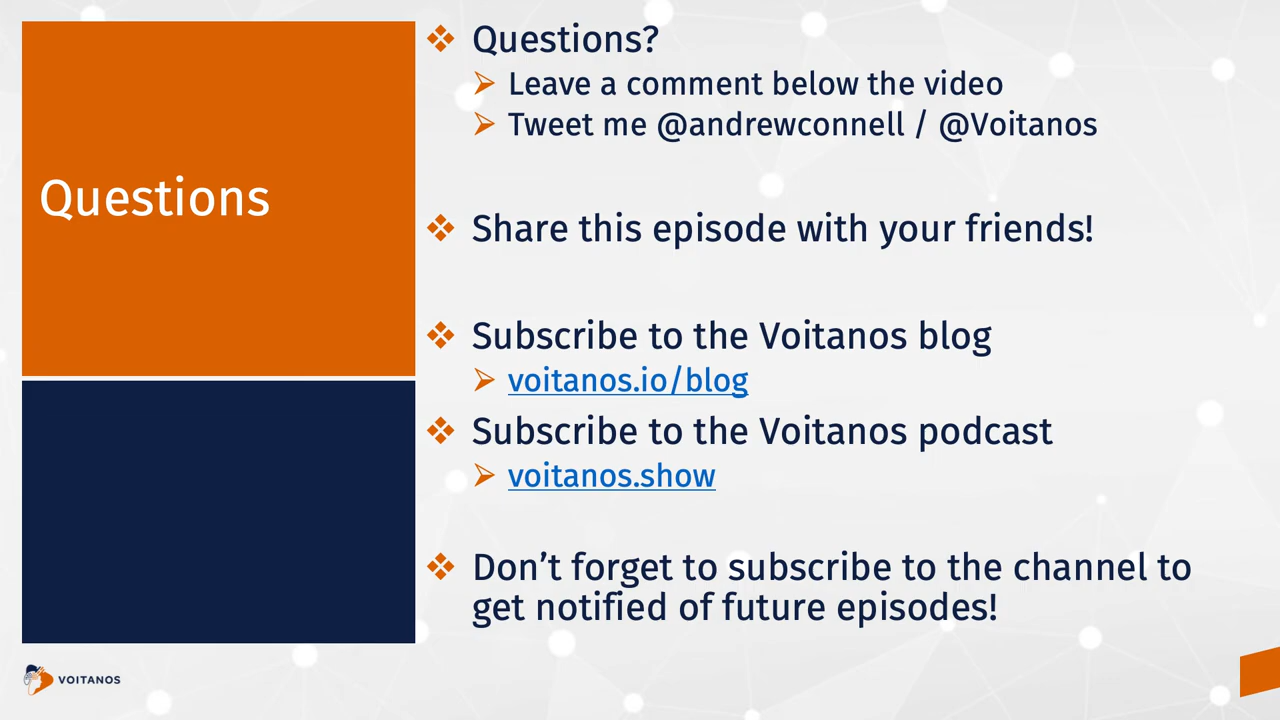 Questions
Questions?
Leave a comment below the video
Tweet me @andrewconnell / @Voitanos
Share this episode with your friends!
Subscribe to the Voitanos blog
voitanos.io/blog
Subscribe to the Voitanos podcast
voitanos.show
Don’t forget to subscribe to the channel to
get notified of future episodes!
VOITANOS